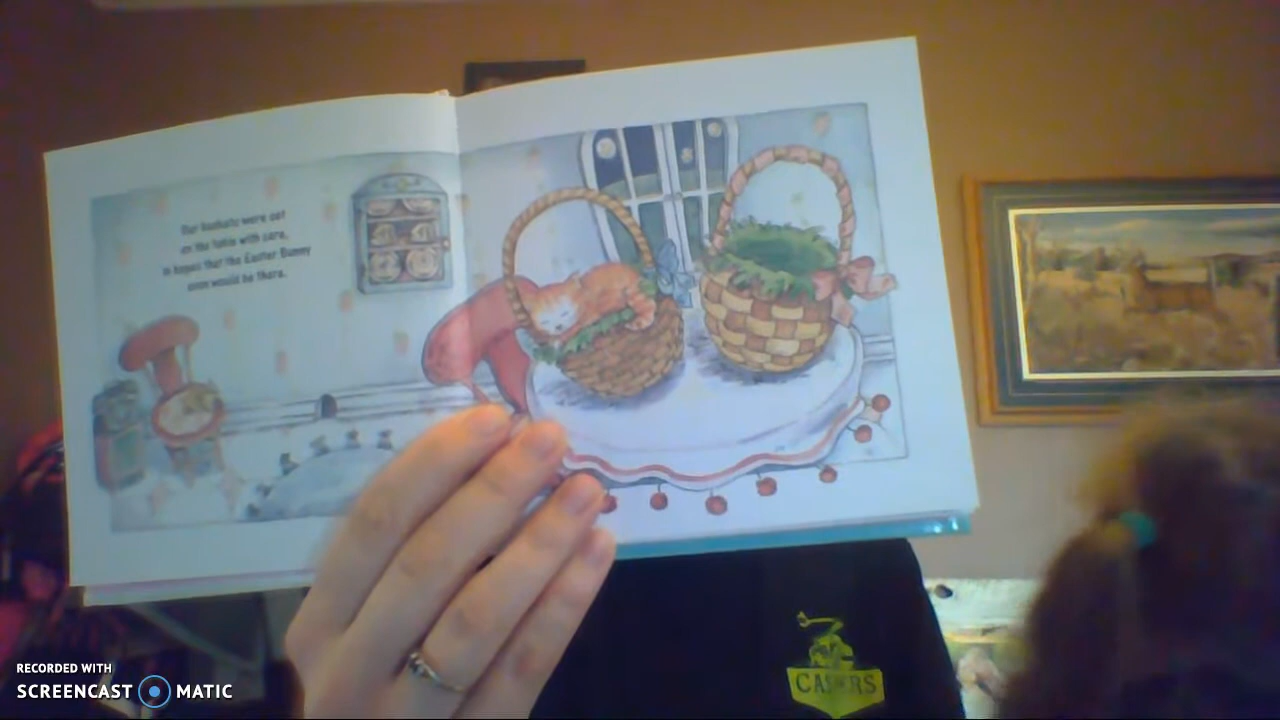 Our baskets were set
on the table with care,
in hopes that the Easter Bunny
soon would be there.
RECORDED WITH
SCREENCAST MATIC